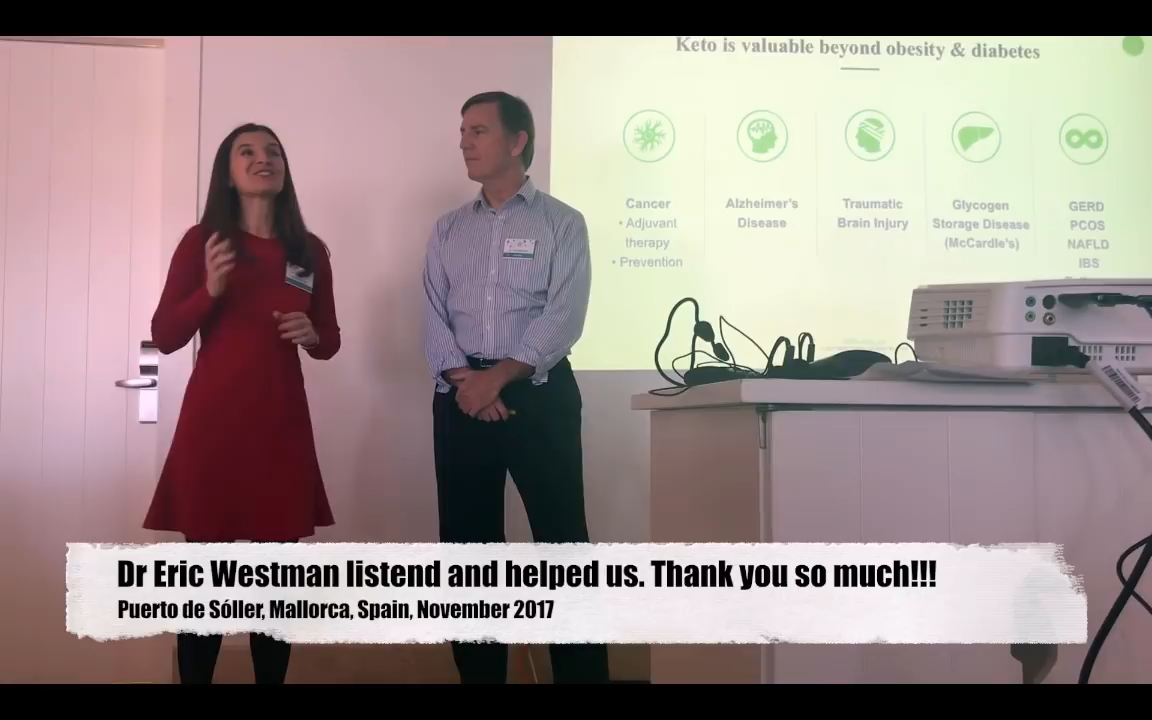 Keto is valuable beyond obesity & diabetes
Cancer
• Adjuvant
therapy
• Prevention
Alzheimer's
Disease
Traumatic
Brain Injury
Glycogen
Storage Disease
(McCardle's)
GERD
PCOS
NAFLD
IBS
Dr Eric Westman listend and helped us. Thank you so much!!!
Puerto de Sóller, Mallorca, Spain, November 2017